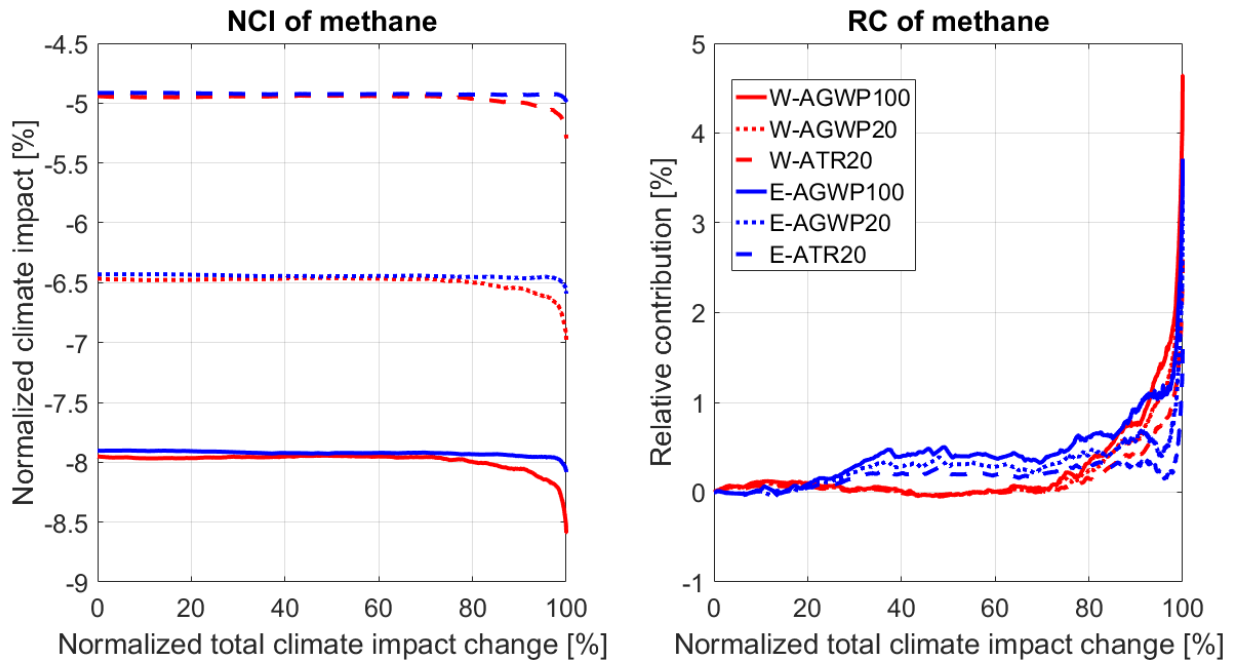 NCI of methane
-4.5
-5
-5.5
-6
-6.5
-7
-7.5
-8
-8.5
-9
0 20 40 60 80 100
Normalized climate impact [%]
Normalized total climate impact change [%]
RC of methane
5
4
3
2
1
0
-1
0 20 40 60 80 100
Relative contribution [%]
Normalized total climate impact change [%]
W-AGWP100
W-AGWP20
W-ATR20
E-AGWP100
E-AGWP20
E-ATR20